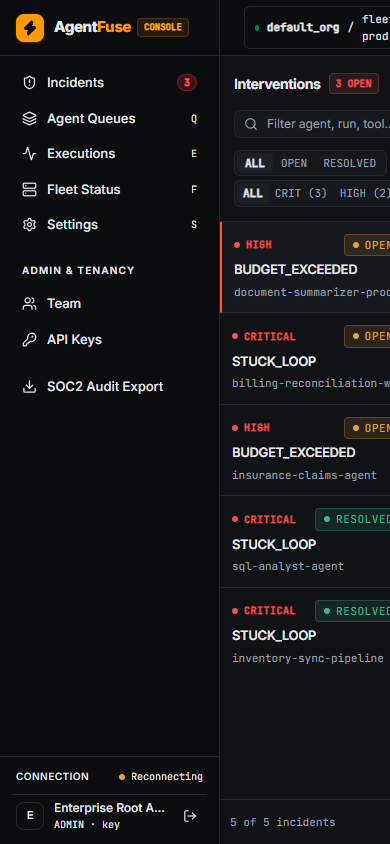 AgentFuse CONSOLE
Incidents 3
Agent Queues Q
Executions E
Fleet Status F
Settings S
ADMIN & TENANCY
Team
API Keys
SOC2 Audit Export
CONNECTION Reconnecting
E Enterprise Root A...
ADMIN · key
default_org /
Interventions 3 OPEN
Filter agent, run, tool..
ALL OPEN RESOLVED
ALL CRIT (3) HIGH (2)
HIGH
BUDGET_EXCEEDED
CRITICAL
STUCK_LOOP
HIGH
BUDGET_EXCEEDED
insurance-claims-agent
CRITICAL RESOLVED
STUCK_LOOP
sql-analyst-agent
CRITICAL RESOLVED
STUCK_LOOP
inventory-sync-pipeline
5 of 5 incidents